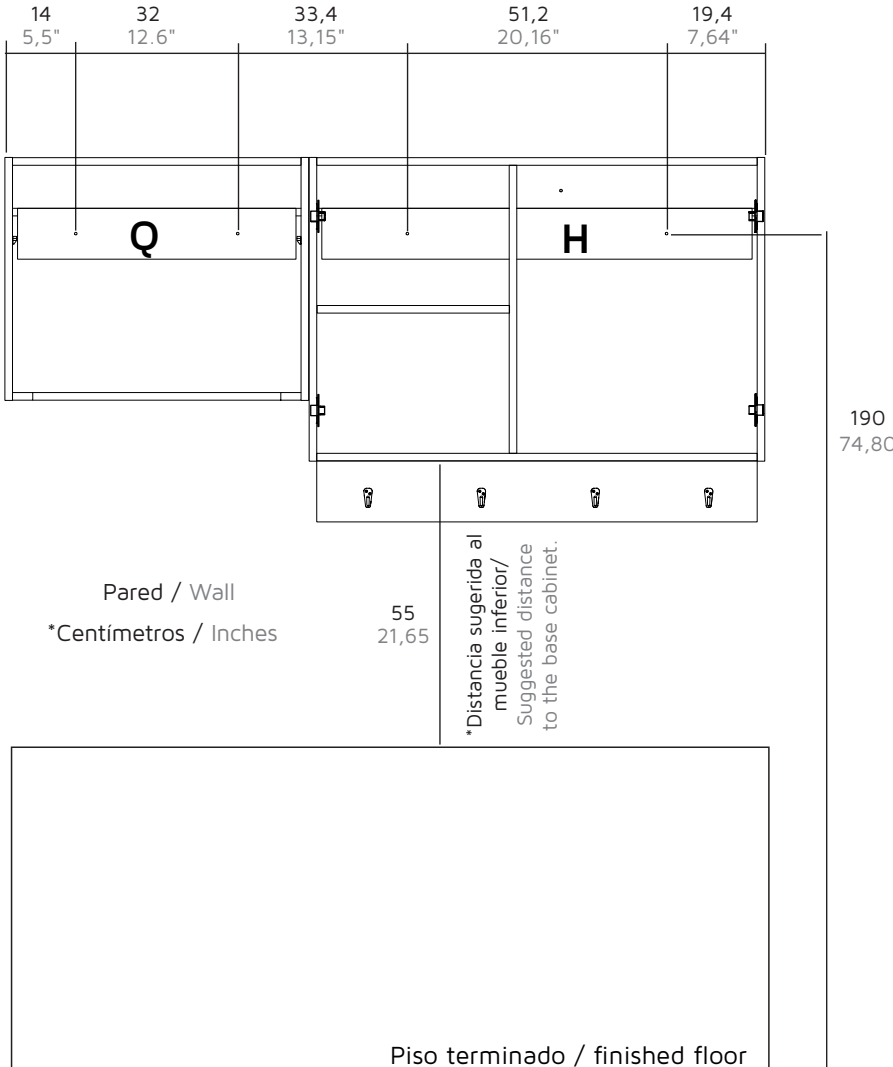 14 32 33,4 51,2 19,4
5,5" 12.6" 13,15" 20,16" 7,64"
Q H
190
74,80
Pared / Wall
*Centímetros / Inches
55
21,65
*Distancia sugerida al
mueble inferior/
Suggested distance
to the base cabinet.
Piso terminado / finished floor